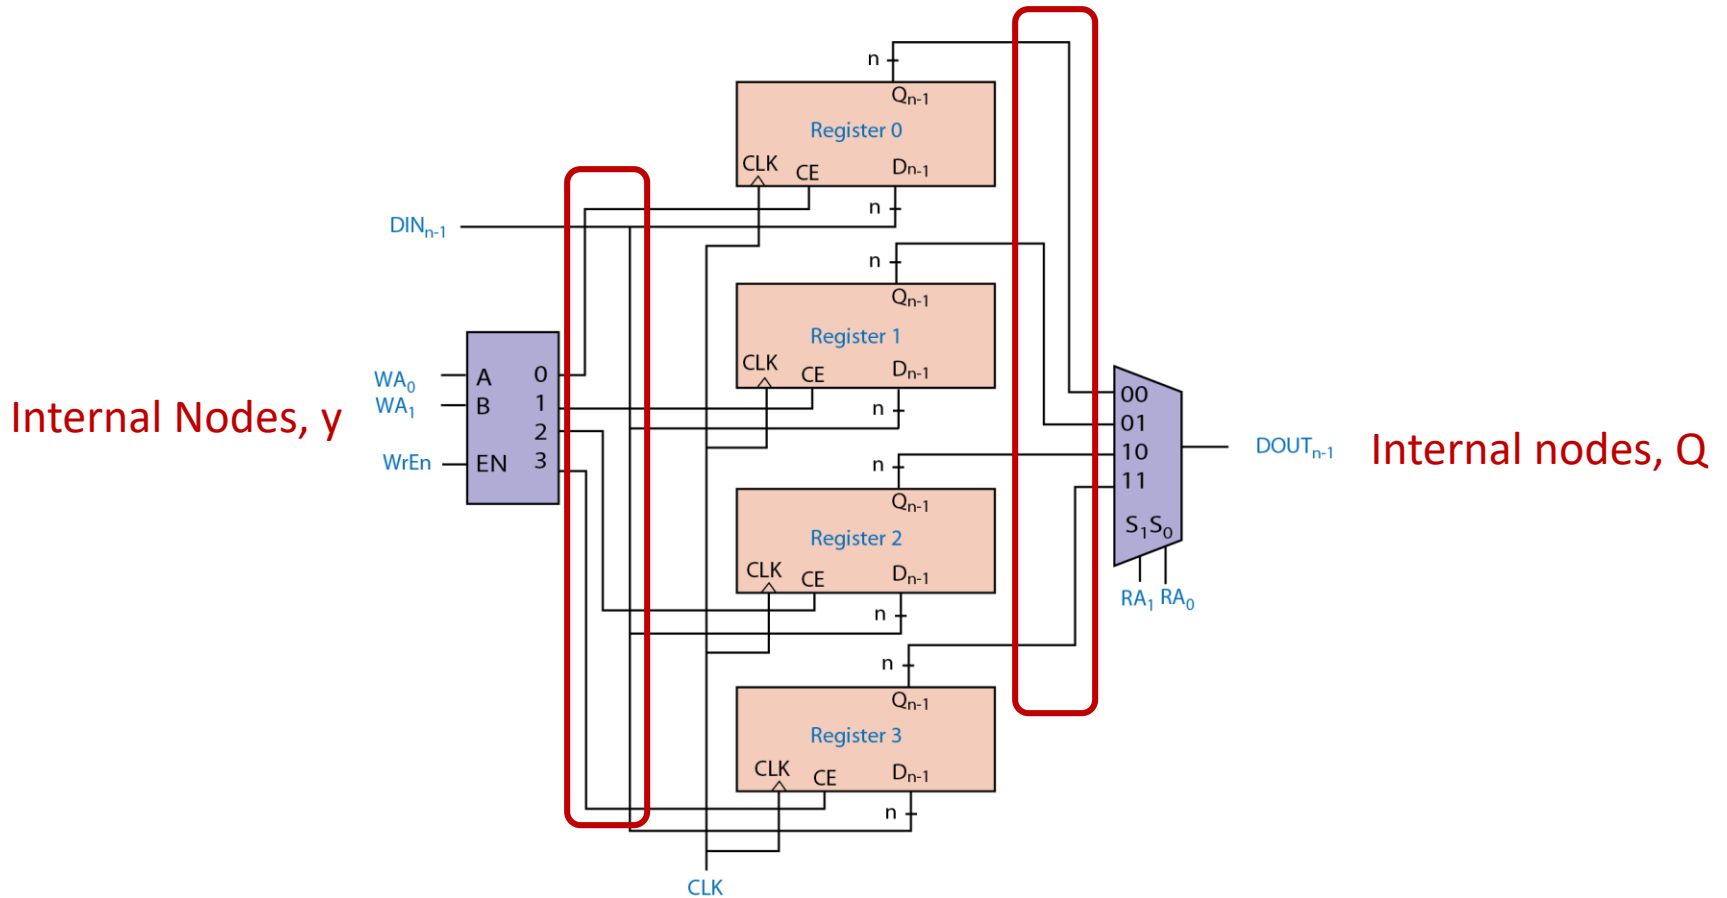 n
Qn-1
Register 0
CLK
CE
Dn-1
n
DINn-1
n
Qn-1
Register 1
CLK
CE
Dn-1
n
WA0
WA1
WrEn
A
B
EN
0
1
2
3
Internal Nodes, y
n
Qn-1
Register 2
CLK
CE
Dn-1
n
00
01
10
11
S1S0
RA1 RA0
DOUTn-1
Internal nodes, Q
n
Qn-1
Register 3
CLK
CE
Dn-1
n
CLK